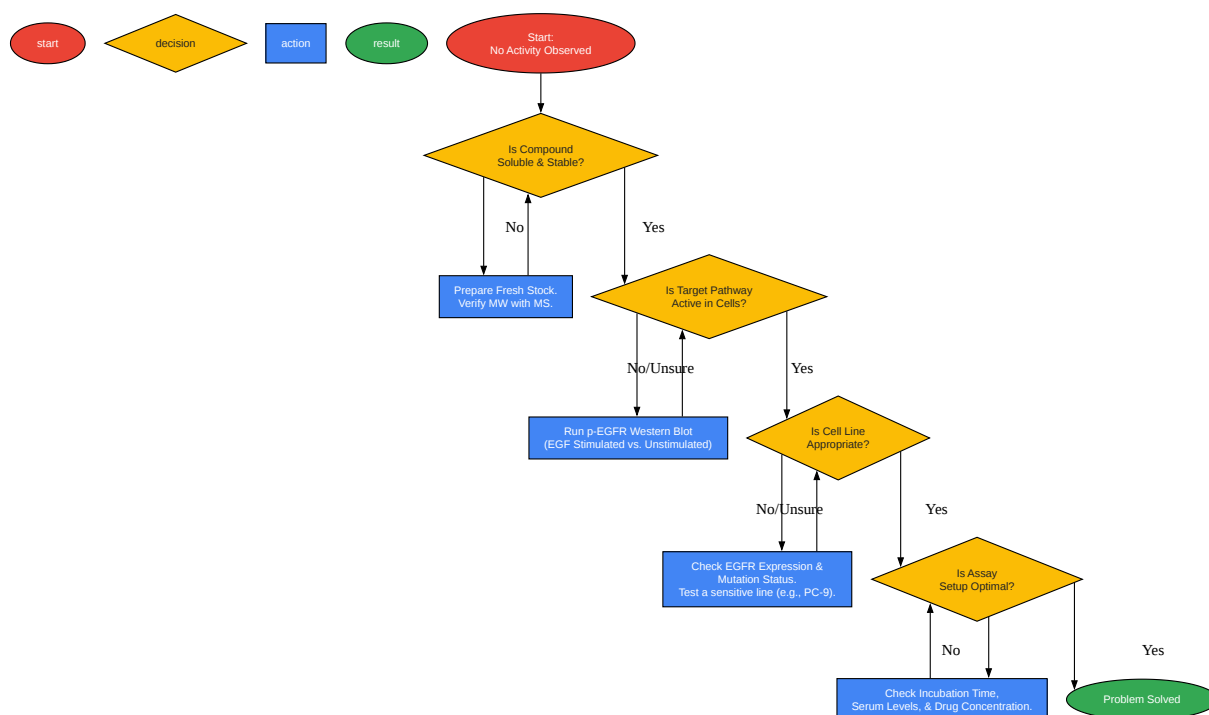 start
decision
action
result
Start:
No Activity Observed
Is Compound
Soluble & Stable?
No
Yes
Prepare Fresh Stock.
Verify MW with MS.
Is Target Pathway
Active in Cells?
No/Unsure
Yes
Run p-EGFR Western Blot
(EGF Stimulated vs. Unstimulated)
Is Cell Line
Appropriate?
No/Unsure
Yes
Check EGFR Expression &
Mutation Status.
Test a sensitive line (e.g., PC-9).
Is Assay
Setup Optimal?
No
Yes
Check Incubation Time,
Serum Levels, & Drug Concentration.
Problem Solved